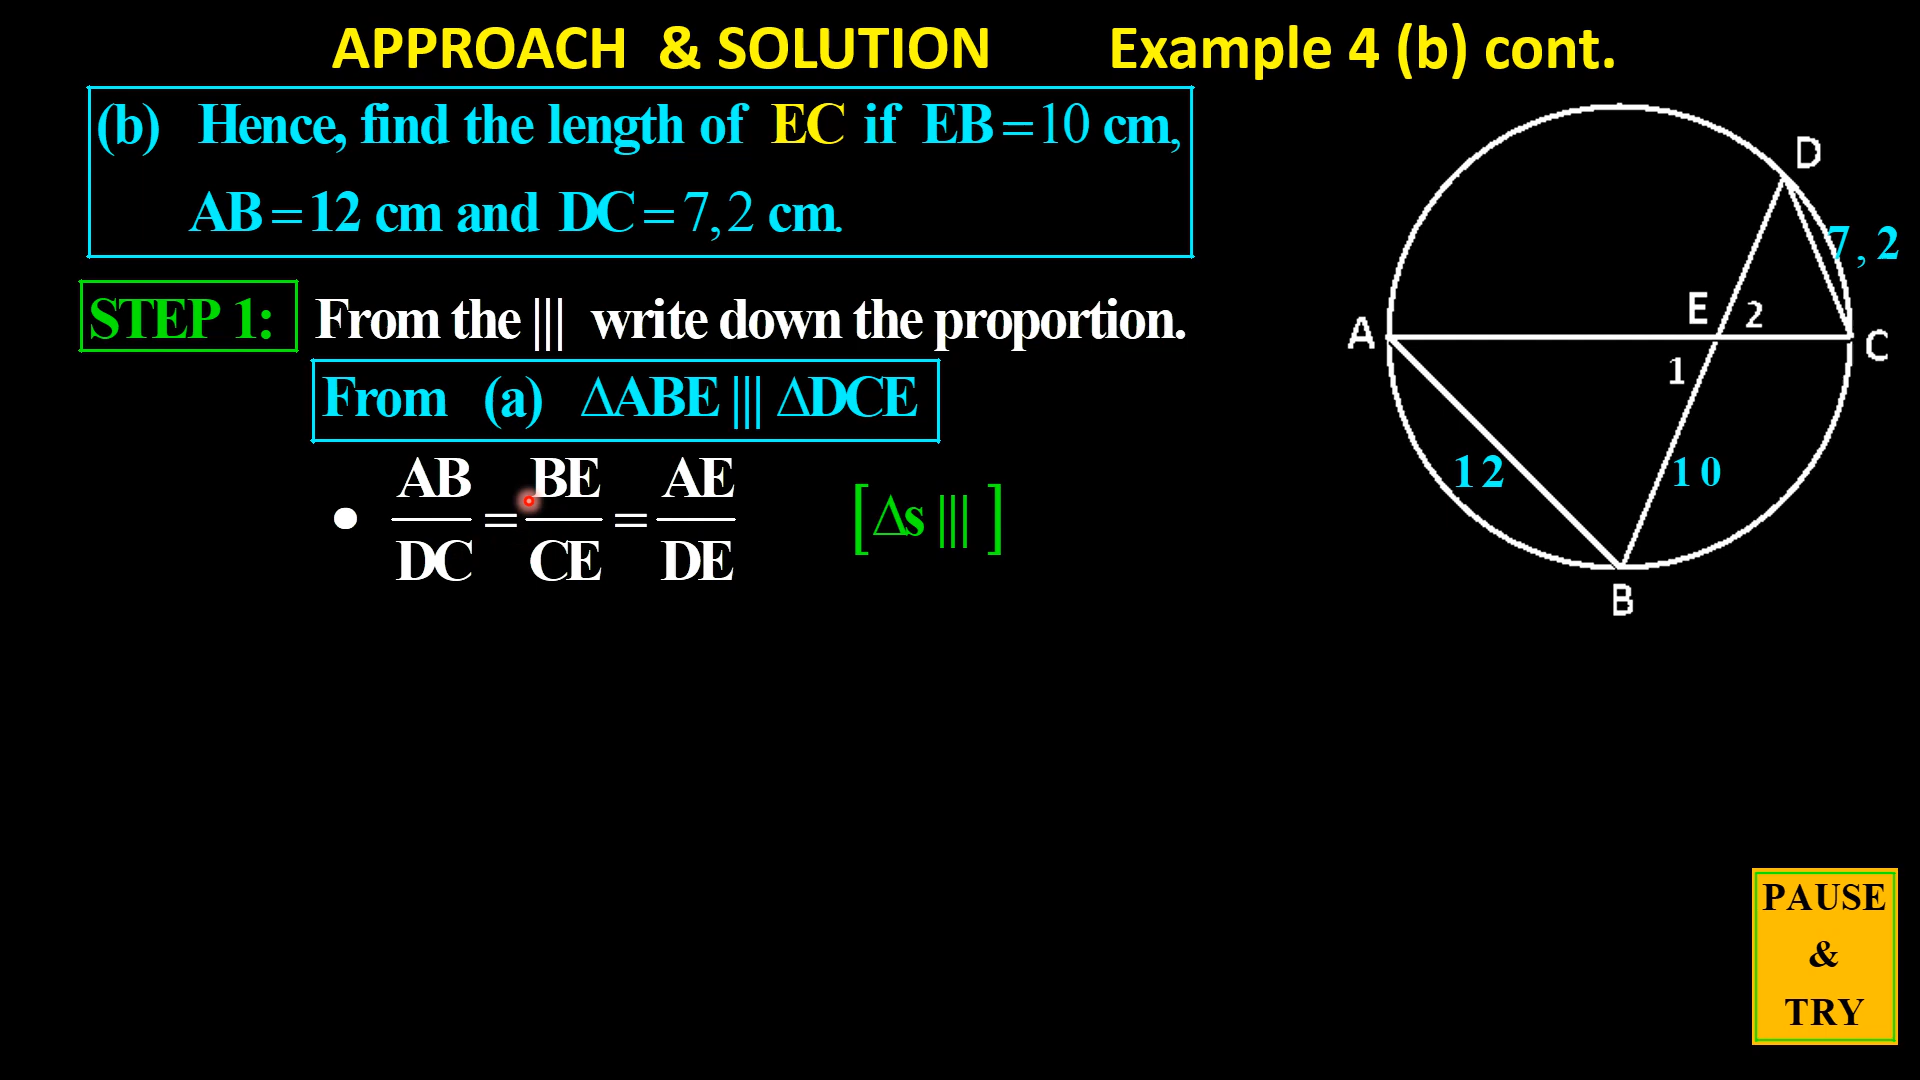 APPROACH & SOLUTION Example 4 (b) cont.
(b) Hence, find the length of EC if EB = 10 cm,
AB = 12 cm and DC = 7,2 cm.
STEP 1: From the ||| write down the proportion.
From (a) ΔABE ||| ΔDCE
• AB/DC = BE/CE = AE/DE [Δs ||| ]
D
7,2
E 2
A
C
1
12
10
B
PAUSE
&
TRY